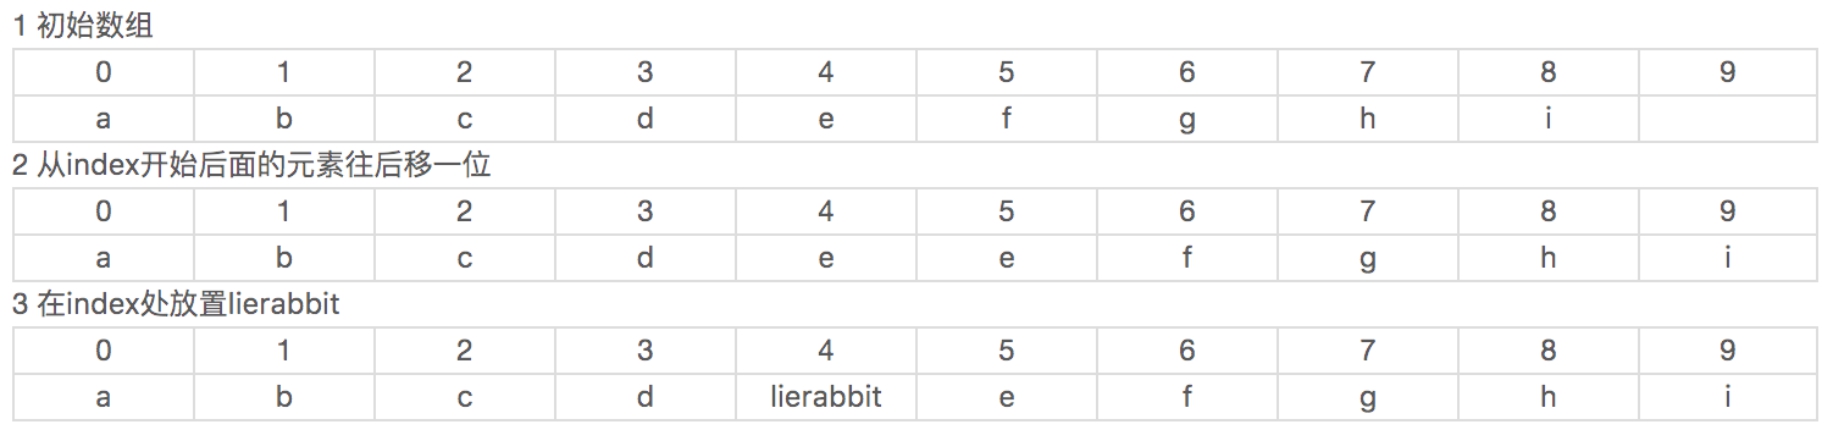 1 初始数组
0 1 2 3 4 5 6 7 8 9
a b c d e f g h i
2 从index开始后面的元素往后移一位
0 1 2 3 4 5 6 7 8 9
a b c d e e f g h i
3 在index处放置lierabbit
0 1 2 3 4 5 6 7 8 9
a b c d lierabbit e f g h i